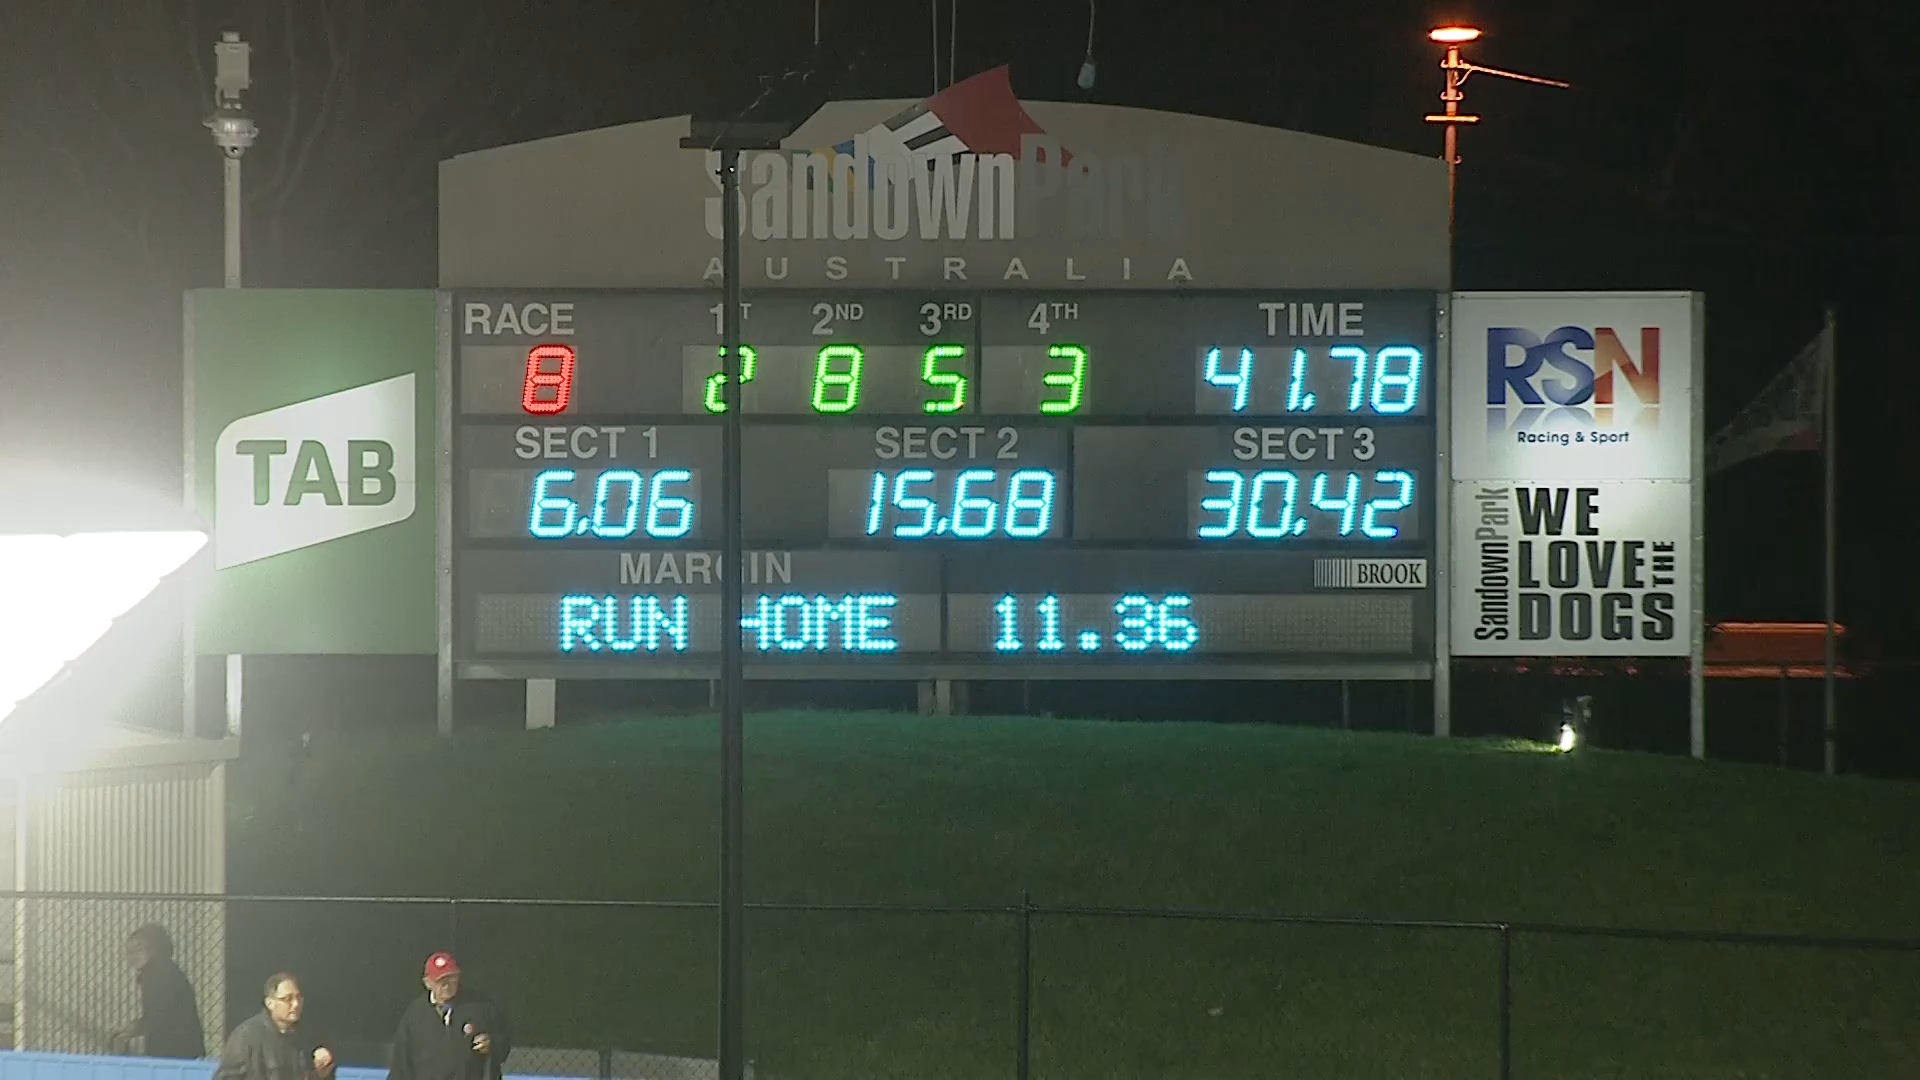 SandownPark
AUSTRALIA
RACE 1ST 2ND 3RD 4TH TIME
8 2 8 5 3 41.78
SECT 1 SECT 2 SECT 3
6.06 15.68 30.42
MARGIN
BROOK
RUN HOME 11.36
TAB
RSN
Racing & Sport
SandownPark
WE
LOVE THE
DOGS